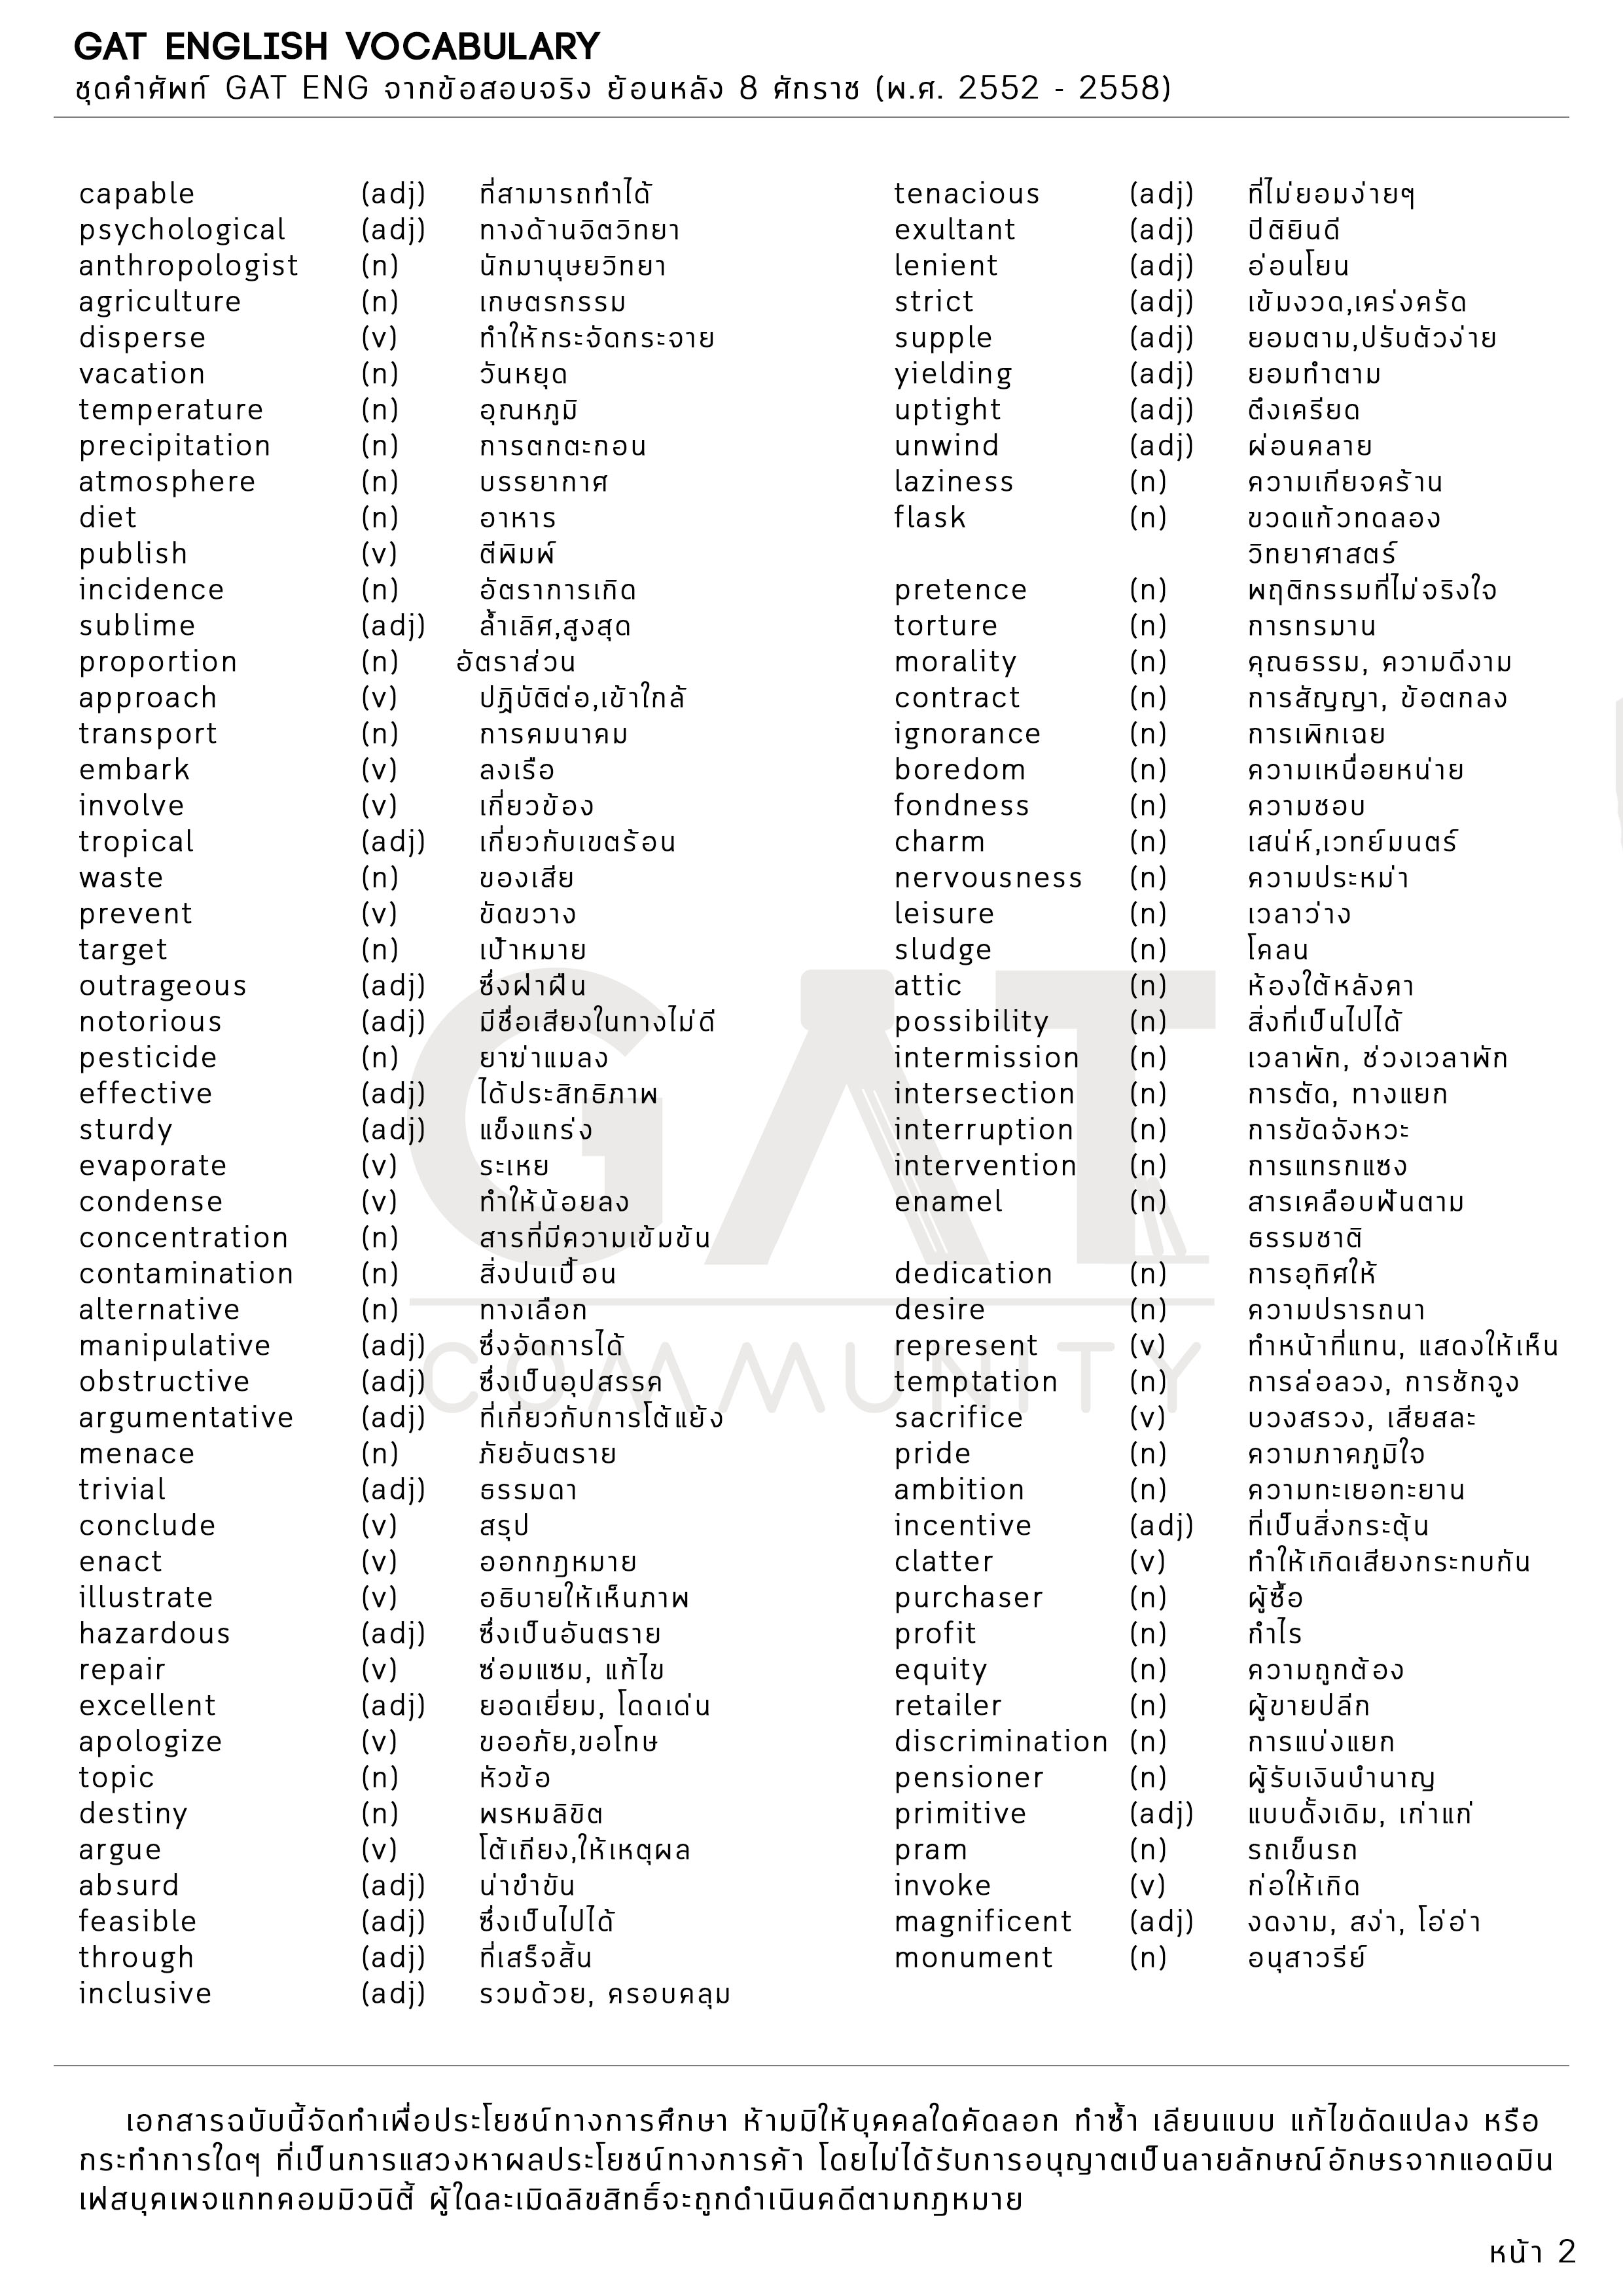 GAT ENGLISH VOCABULARY
ชุดคำศัพท์ GAT ENG จากข้อสอบจริง ย้อนหลัง 8 ศักราช (พ.ศ. 2552 - 2558)
capable (adj) ที่สามารถทำได้
psychological (adj) ทางด้านจิตวิทยา
anthropologist (n) นักมานุษยวิทยา
agriculture (n) เกษตรกรรม
disperse (v) ทำให้กระจัดกระจาย
vacation (n) วันหยุด
temperature (n) อุณหภูมิ
precipitation (n) การตกตะกอน
atmosphere (n) บรรยากาศ
diet (n) อาหาร
publish (v) ตีพิมพ์
incidence (n) อัตราการเกิด
sublime (adj) ล้ำเลิศ,สูงสุด
proportion (n) อัตราส่วน
approach (v) ปฎิบัติต่อ,เข้าใกล้
transport (n) การคมนาคม
embark (v) ลงเรือ
involve (v) เกี่ยวข้อง
tropical (adj) เกี่ยวกับเขตร้อน
waste (n) ของเสีย
prevent (v) ขัดขวาง
target (n) เป้าหมาย
outrageous (adj) ซึ่งฝ่าฝืน
notorious (adj) มีชื่อเสียงในทางไม่ดี
pesticide (n) ยาฆ่าแมลง
effective (adj) ได้ประสิทธิภาพ
sturdy (adj) แข็งแกร่ง
evaporate (v) ระเหย
condense (v) ทำให้น้อยลง
concentration (n) สารที่มีความเข้มข้น
contamination (n) สิ่งปนเปื้อน
alternative (n) ทางเลือก
manipulative (adj) ซึ่งจัดการได้
obstructive (adj) ซึ่งเป็นอุปสรรค
argumentative (adj) ที่เกี่ยวกับการโต้แย้ง
menace (n) ภัยอันตราย
trivial (adj) ธรรมดา
conclude (v) สรุป
enact (v) ออกกฎหมาย
illustrate (v) อธิบายให้เห็นภาพ
hazardous (adj) ซึ่งเป็นอันตราย
repair (v) ซ่อมแซม, แก้ไข
excellent (adj) ยอดเยี่ยม, โดดเด่น
apologize (v) ขออภัย,ขอโทษ
topic (n) หัวข้อ
destiny (n) พรหมลิขิต
argue (v) โต้เถียง,ให้เหตุผล
absurd (adj) น่าขำขัน
feasible (adj) ซึ่งเป็นไปได้
through (adj) ที่เสร็จสิ้น
inclusive (adj) รวมด้วย, ครอบคลุม
tenacious (adj) ที่ไม่ยอมง่ายๆ
exultant (adj) ปีติยินดี
lenient (adj) อ่อนโยน
strict (adj) เข้มงวด,เคร่งครัด
supple (adj) ยอมตาม,ปรับตัวง่าย
yielding (adj) ยอมทำตาม
uptight (adj) ตึงเครียด
unwind (adj) ผ่อนคลาย
laziness (n) ความเกียจคร้าน
flask (n) ขวดแก้วทดลอง
วิทยาศาสตร์
pretence (n) พฤติกรรมที่ไม่จริงใจ
torture (n) การทรมาน
morality (n) คุณธรรม, ความดีงาม
contract (n) การสัญญา, ข้อตกลง
ignorance (n) การเพิกเฉย
boredom (n) ความเหนื่อยหน่าย
fondness (n) ความชอบ
charm (n) เสน่ห์,เวทย์มนตร์
nervousness (n) ความประหม่า
leisure (n) เวลาว่าง
sludge (n) โคลน
attic (n) ห้องใต้หลังคา
possibility (n) สิ่งที่เป็นไปได้
intermission (n) เวลาพัก, ช่วงเวลาพัก
intersection (n) การตัด, ทางแยก
interruption (n) การขัดจังหวะ
intervention (n) การแทรกแซง
enamel (n) สารเคลือบฟันตาม
ธรรมชาติ
dedication (n) การอุทิศให้
desire (n) ความปรารถนา
represent (v) ทำหน้าที่แทน, แสดงให้เห็น
temptation (n) การล่อลวง, การชักจูง
sacrifice (v) บวงสรวง, เสียสละ
pride (n) ความภาคภูมิใจ
ambition (n) ความทะเยอทะยาน
incentive (adj) ที่เป็นสิ่งกระตุ้น
clatter (v) ทำให้เกิดเสียงกระทบกัน
purchaser (n) ผู้ซื้อ
profit (n) กำไร
equity (n) ความถูกต้อง
retailer (n) ผู้ขายปลีก
discrimination (n) การแบ่งแยก
pensioner (n) ผู้รับเงินบำนาญ
primitive (adj) แบบดั้งเดิม, เก่าแก่
pram (n) รถเข็นรถ
invoke (v) ก่อให้เกิด
magnificent (adj) งดงาม, สง่า, โอ่อ่า
monument (n) อนุสาวรีย์
GAT
COMMUNITY
เอกสารฉบับนี้จัดทำเพื่อประโยชน์ทางการศึกษา ห้ามมิให้บุคคลใดคัดลอก ทำซ้ำ เลียนแบบ แก้ไขดัดแปลง หรือ
กระทำการใดๆ ที่เป็นการแสวงหาผลประโยชน์ทางการค้า โดยไม่ได้รับการอนุญาตเป็นลายลักษณ์อักษรจากแอดมิน
เฟสบุคเพจแกทคอมมิวนิตี้ ผู้ใดละเมิดลิขสิทธิ์จะถูกดำเนินคดีตามกฎหมาย
หน้า 2